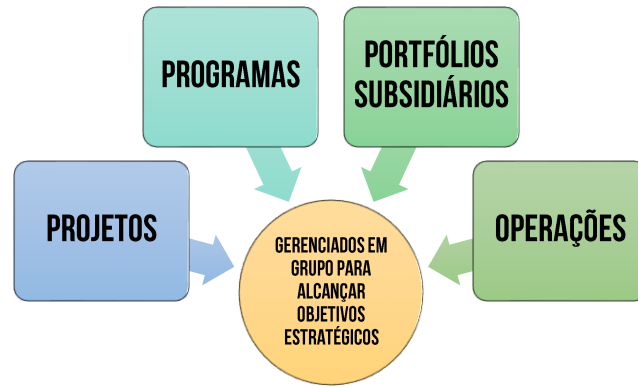 PROGRAMAS
PORTFÓLIOS
SUBSIDIÁRIOS
PROJETOS
OPERAÇÕES
GERENCIADOS EM
GRUPO PARA
ALCANÇAR
OBJETIVOS
ESTRATÉGICOS